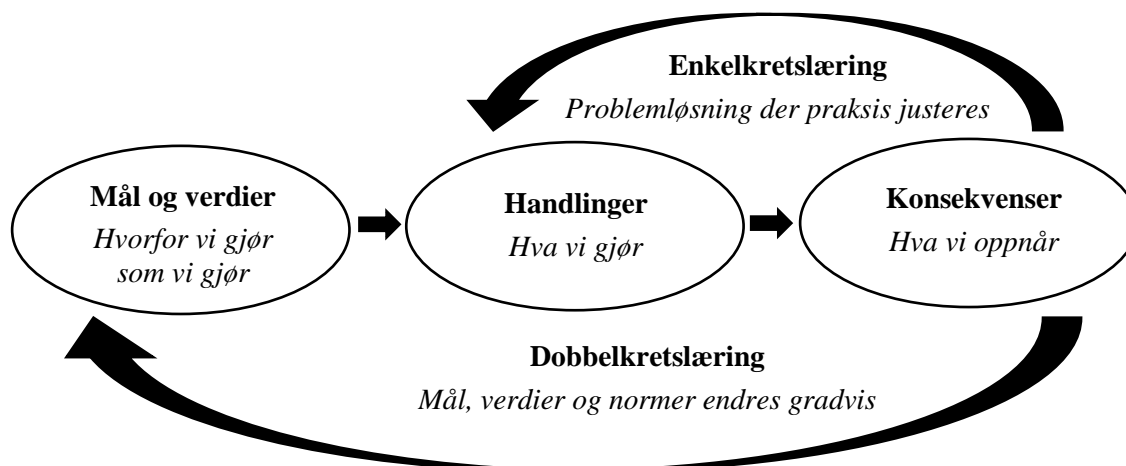 Enkelkretslæring
Problemløsning der praksis justeres
Mål og verdier
Hvorfor vi gjør
som vi gjør
Handlinger
Hva vi gjør
Konsekvenser
Hva vi oppnår
Dobbelkretslæring
Mål, verdier og normer endres gradvis